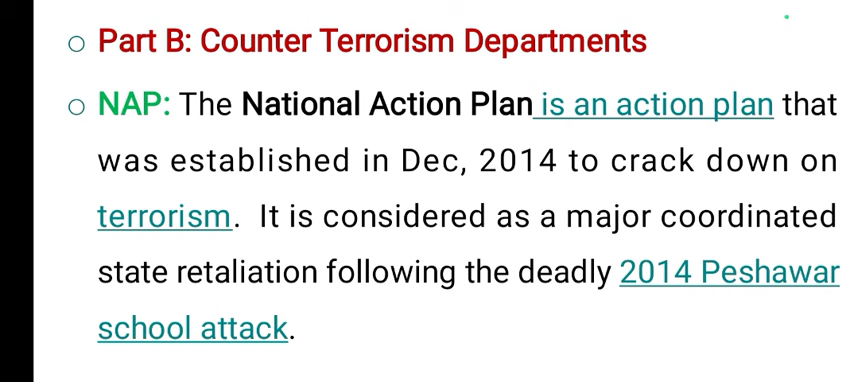 ○ Part B: Counter Terrorism Departments
○ NAP: The National Action Plan is an action plan that
was established in Dec, 2014 to crack down on
terrorism. It is considered as a major coordinated
state retaliation following the deadly 2014 Peshawar
school attack.